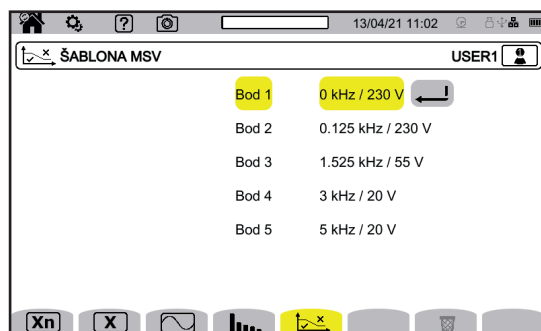 ? 13/04/21 11:02
ŠABLONA MSV USER1
Bod 1 0 kHz / 230 V
Bod 2 0.125 kHz / 230 V
Bod 3 1.525 kHz / 55 V
Bod 4 3 kHz / 20 V
Bod 5 5 kHz / 20 V
Xn X